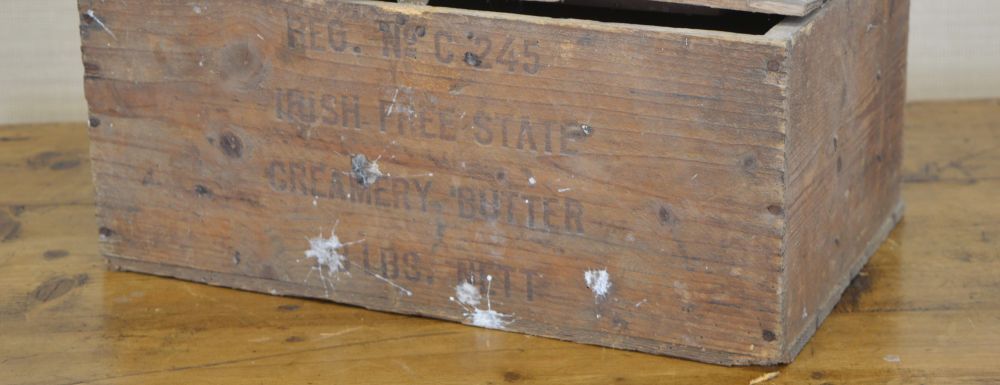 REG. Nº C.245
IRISH FREE STATE
CREAMERY BUTTER
LBS. NETT